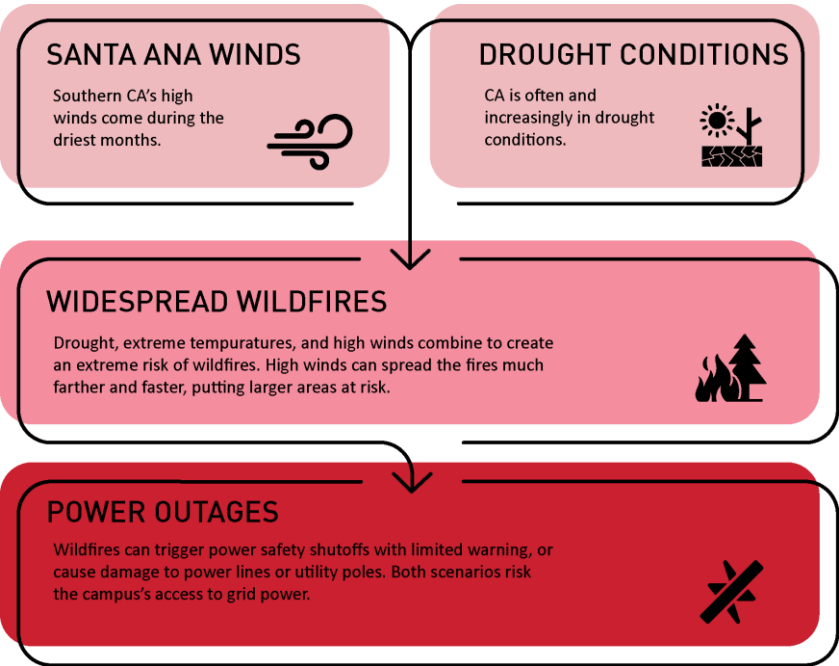 SANTA ANA WINDS
Southern CA's high
winds come during the
driest months.
DROUGHT CONDITIONS
CA is often and
increasingly in drought
conditions.
WIDESPREAD WILDFIRES
Drought, extreme tempuratures, and high winds combine to create
an extreme risk of wildfires. High winds can spread the fires much
farther and faster, putting larger areas at risk.
POWER OUTAGES
Wildfires can trigger power safety shutoffs with limited warning, or
cause damage to power lines or utility poles. Both scenarios risk
the campus's access to grid power.